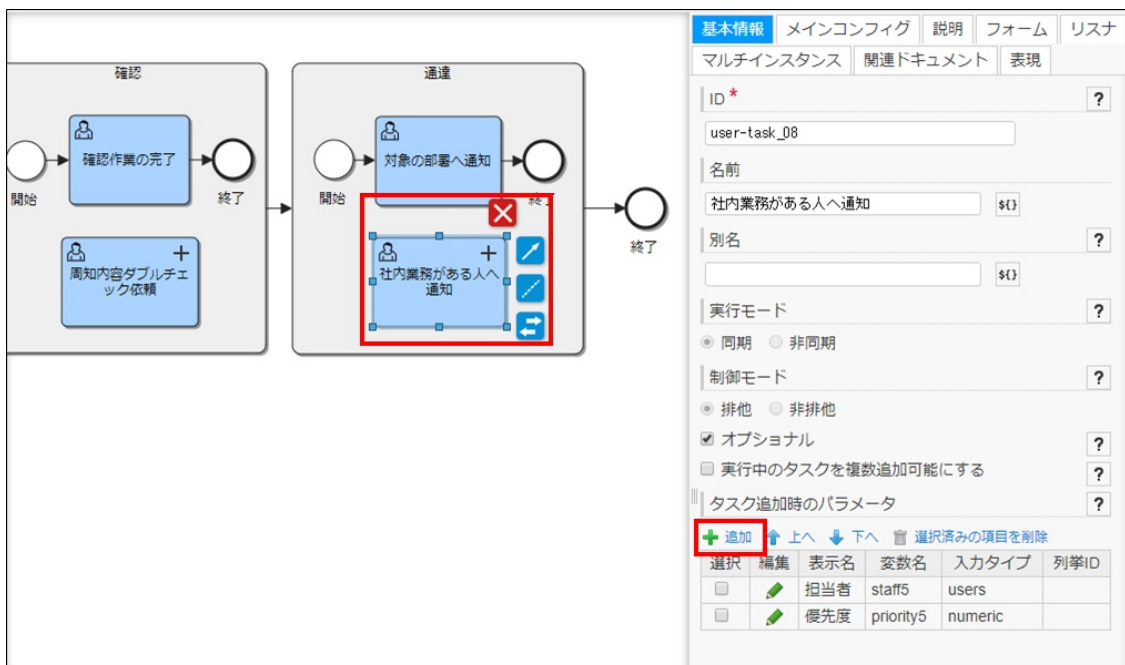 確認
確認作業の完了
開始
終了
周知内容ダブルチェ
ック依頼
通達
対象の部署へ通知
開始
終了
社内業務がある人へ
通知
終了
基本情報 メインコンフィグ 説明 フォーム リスナ
マルチインスタンス 関連ドキュメント 表現
ID * ?
user-task_08
名前
社内業務がある人へ通知 ${}
別名 ?
${}
実行モード ?
同期 非同期
制御モード ?
排他 非排他
オプショナル ?
実行中のタスクを複数追加可能にする ?
タスク追加時のパラメータ ?
追加 上へ 下へ 選択済みの項目を削除
選択 編集 表示名 変数名 入力タイプ 列挙ID
担当者 staff5 users
優先度 priority5 numeric